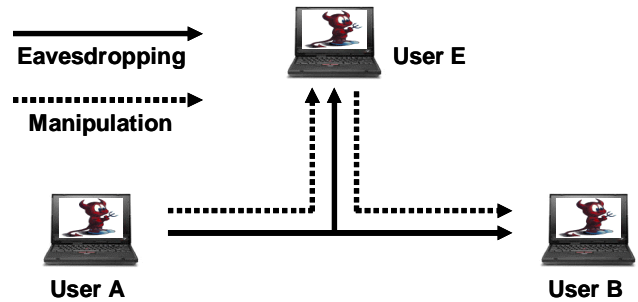 Eavesdropping
User E
Manipulation
User A
User B